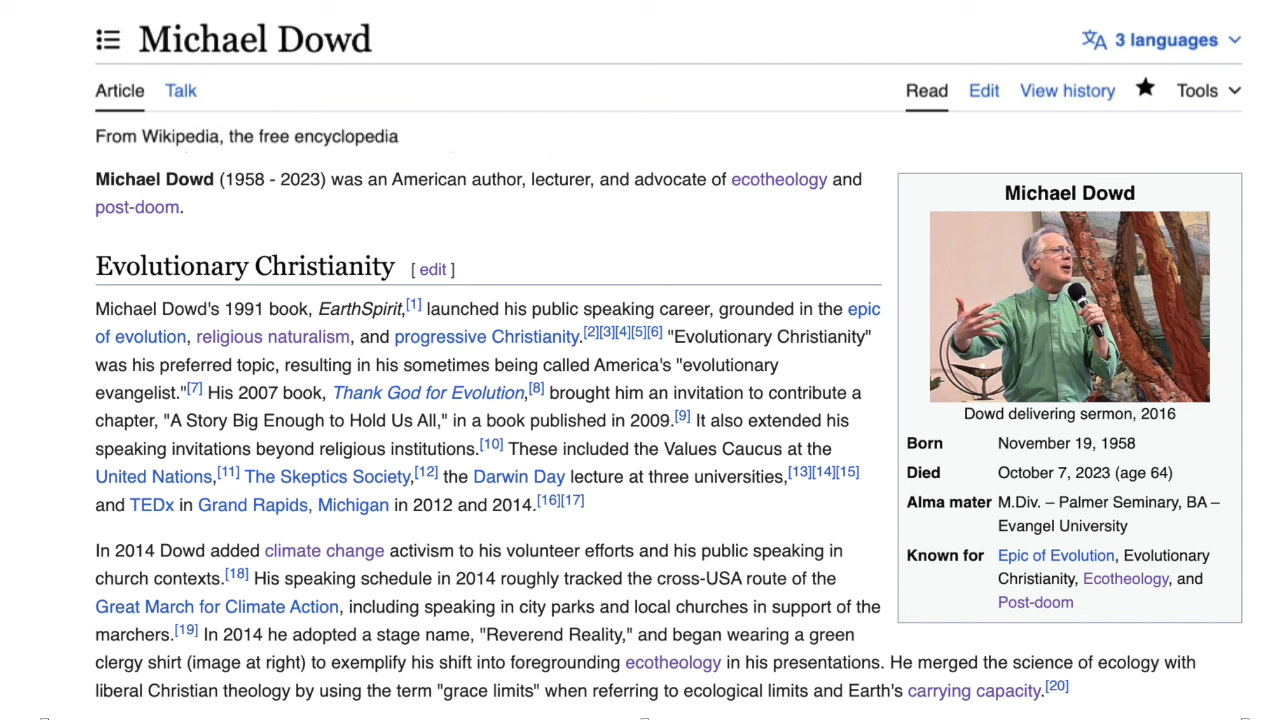 Michael Dowd
3 languages
Article Talk
Read Edit View history Tools
From Wikipedia, the free encyclopedia
Michael Dowd (1958 - 2023) was an American author, lecturer, and advocate of ecotheology and
post-doom.
Evolutionary Christianity [ edit ]
Michael Dowd's 1991 book, EarthSpirit,[1] launched his public speaking career, grounded in the epic
of evolution, religious naturalism, and progressive Christianity.[2][3][4][5][6] "Evolutionary Christianity"
was his preferred topic, resulting in his sometimes being called America's "evolutionary
evangelist."[7] His 2007 book, Thank God for Evolution,[8] brought him an invitation to contribute a
chapter, "A Story Big Enough to Hold Us All," in a book published in 2009.[9] It also extended his
speaking invitations beyond religious institutions.[10] These included the Values Caucus at the
United Nations,[11] The Skeptics Society,[12] the Darwin Day lecture at three universities,[13][14][15]
and TEDx in Grand Rapids, Michigan in 2012 and 2014.[16][17]
In 2014 Dowd added climate change activism to his volunteer efforts and his public speaking in
church contexts.[18] His speaking schedule in 2014 roughly tracked the cross-USA route of the
Great March for Climate Action, including speaking in city parks and local churches in support of the
marchers.[19] In 2014 he adopted a stage name, "Reverend Reality," and began wearing a green
clergy shirt (image at right) to exemplify his shift into foregrounding ecotheology in his presentations. He merged the science of ecology with
liberal Christian theology by using the term "grace limits" when referring to ecological limits and Earth's carrying capacity.[20]
Michael Dowd
Dowd delivering sermon, 2016
Born November 19, 1958
Died October 7, 2023 (age 64)
Alma mater M.Div. – Palmer Seminary, BA –
Evangel University
Known for Epic of Evolution, Evolutionary
Christianity, Ecotheology, and
Post-doom